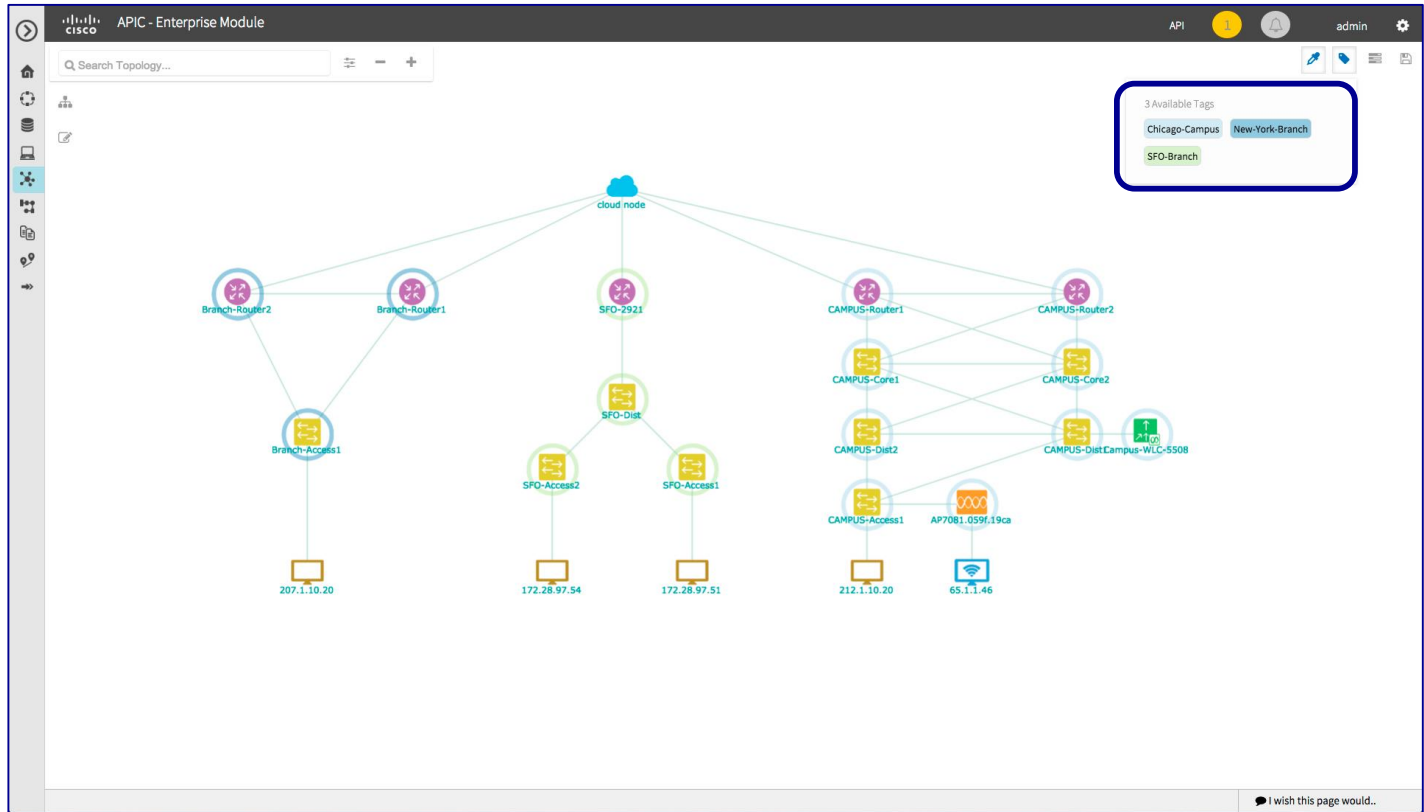 cisco APIC - Enterprise Module API 1 admin
Search Topology...
3 Available Tags
Chicago-Campus New-York-Branch
SFO-Branch
cloud node
Branch-Router2 Branch-Router1 SFO-2921 CAMPUS-Router1 CAMPUS-Router2
CAMPUS-Core1 CAMPUS-Core2
SFO-Dist
Branch-Access1 CAMPUS-Dist2 CAMPUS-Dist Campus-WLC-5508
SFO-Access2 SFO-Access1
CAMPUS-Access1 AP7081.059f.19ca
207.1.10.20 172.28.97.54 172.28.97.51 212.1.10.20 65.1.1.46
I wish this page would..